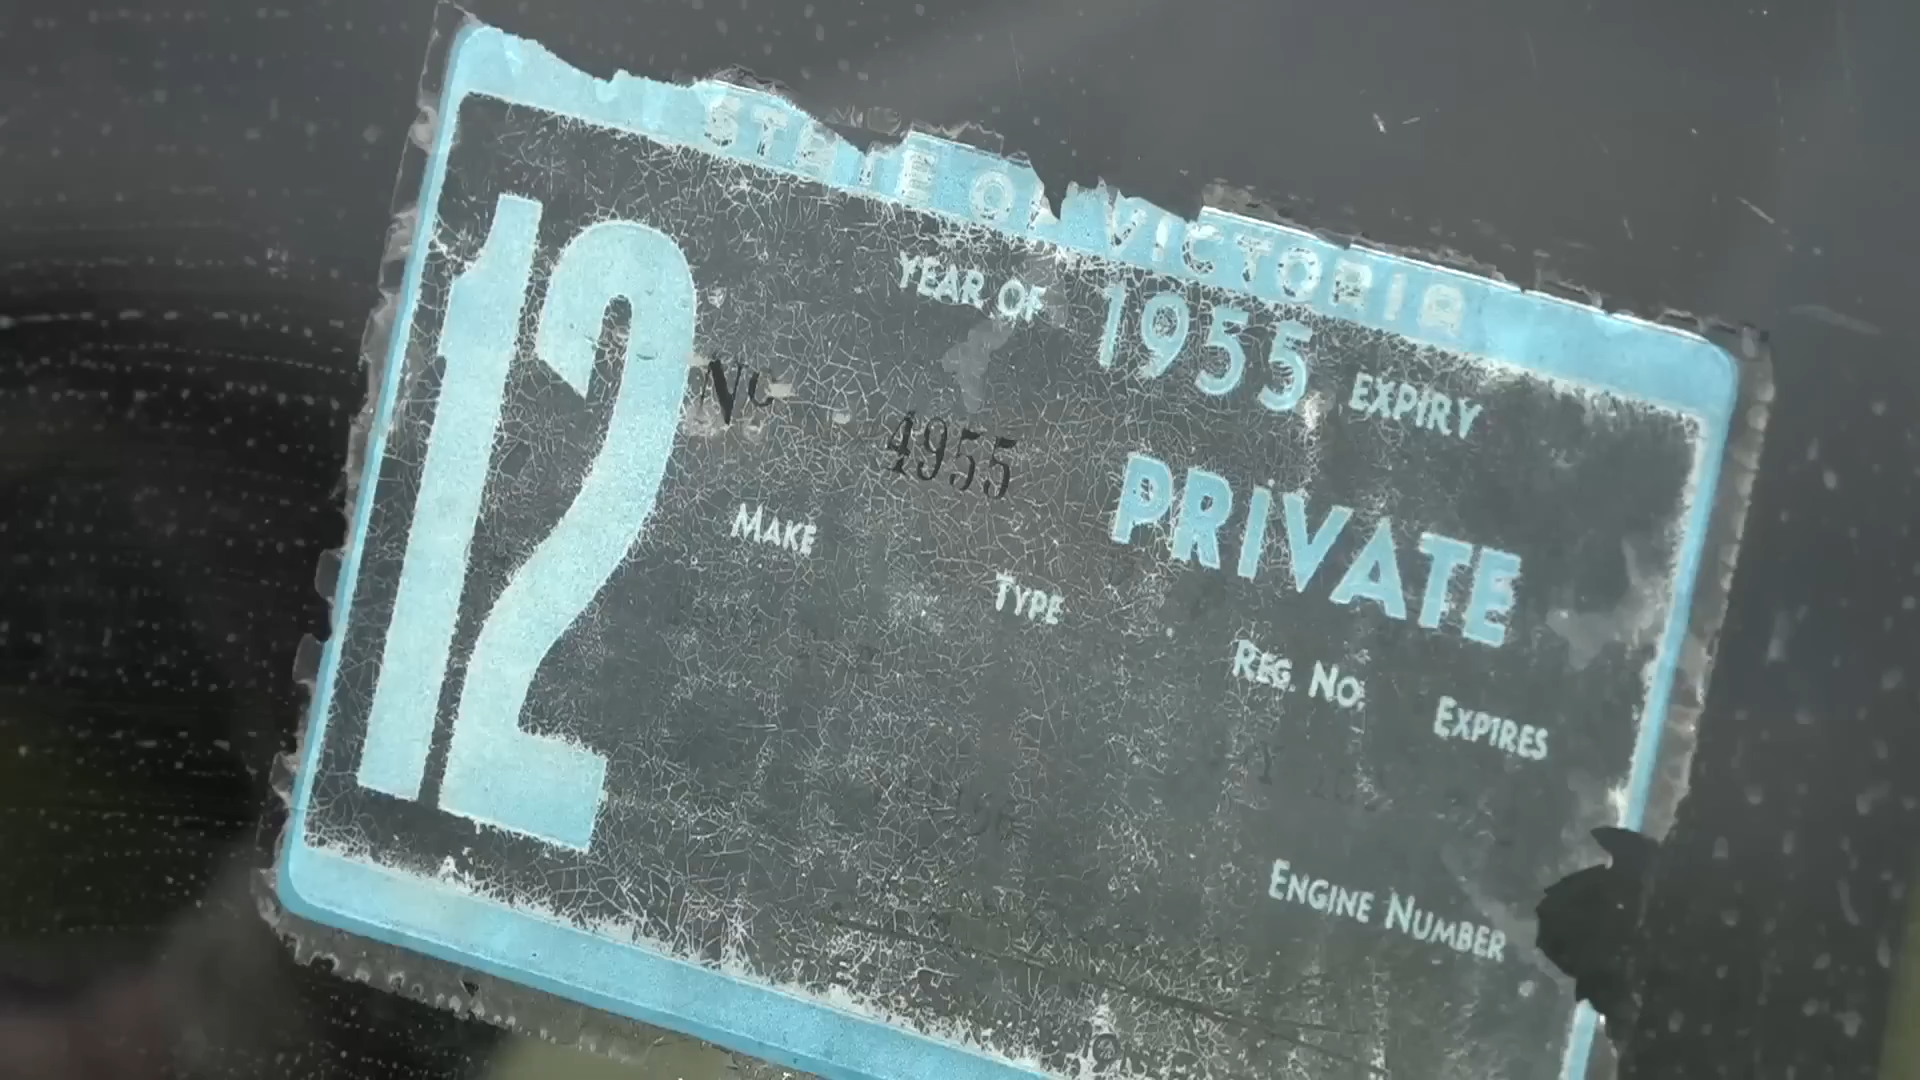 STATE OF VICTORIA
12
YEAR OF 1955 EXPIRY
Nº 4955
PRIVATE
MAKE
TYPE
REG. NO.
EXPIRES
ENGINE NUMBER